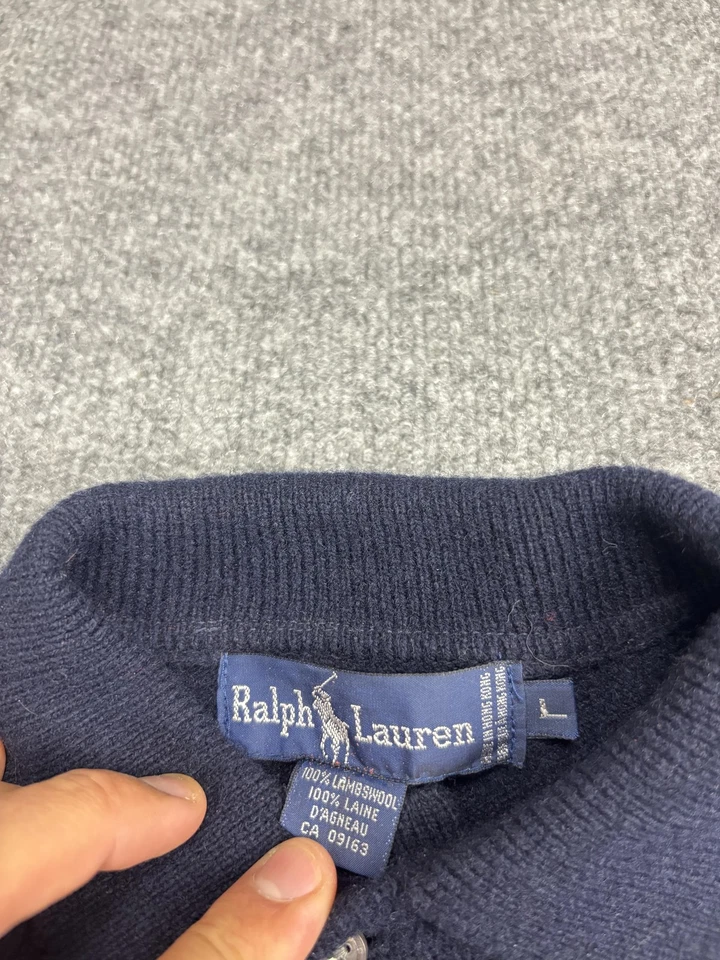 Ralph Lauren
MADE IN HONG KONG
L
100% LAMBSWOOL
100% LAINE
D'AGNEAU
CA 09163